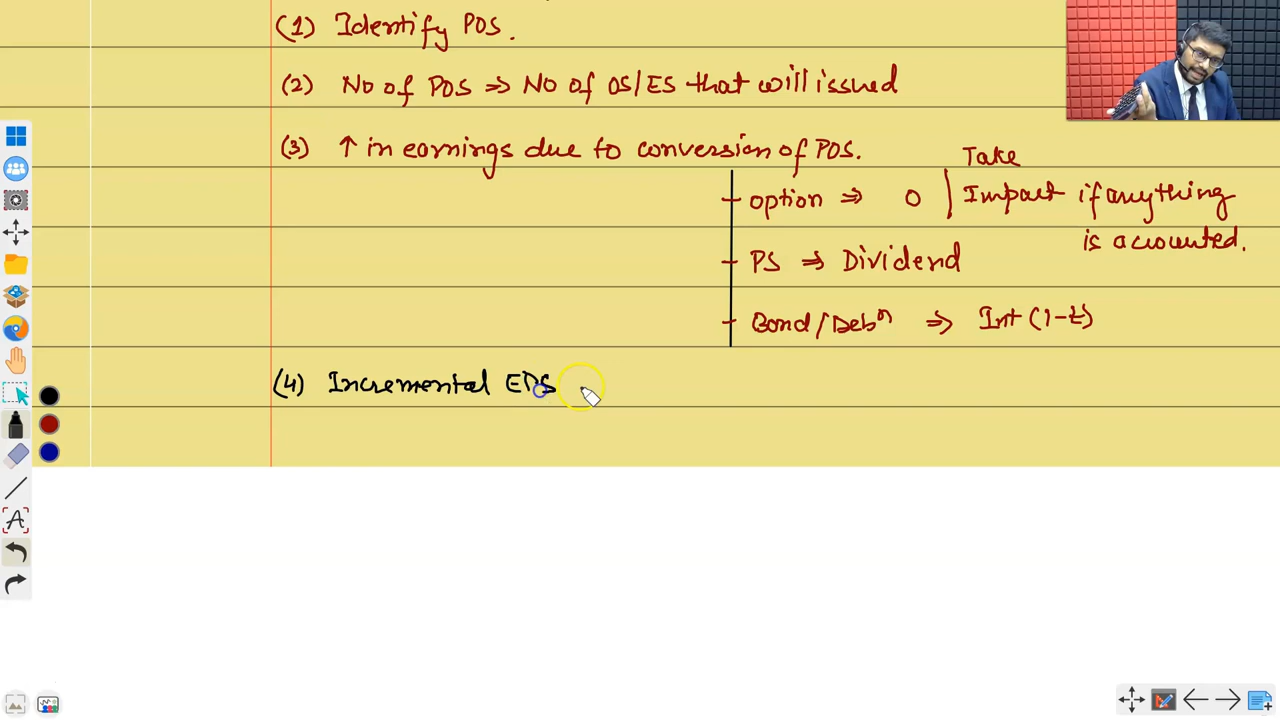 (1) Identify POS.
(2) No of POS ⇒ No of OS/ES that will issued
(3) ↑ in earnings due to conversion of POS.
Take
option ⇒ 0 | Impact if anything
is accounted.
PS ⇒ Dividend
Bond/Debⁿ ⇒ Int (1-t)
(4) Incremental EPS